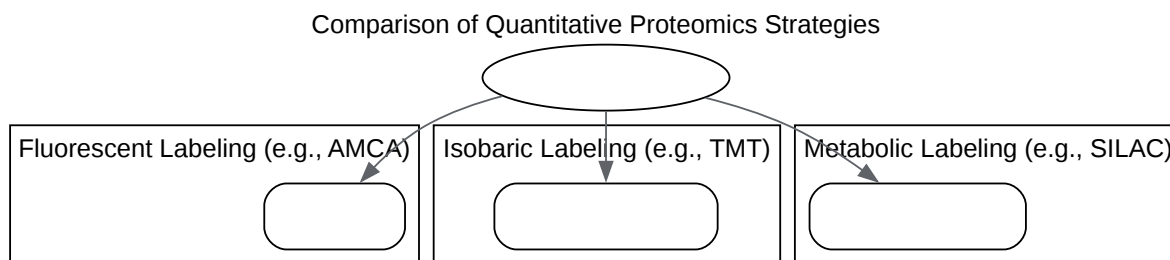 Comparison of Quantitative Proteomics Strategies
Fluorescent Labeling (e.g., AMCA)
Isobaric Labeling (e.g., TMT)
Metabolic Labeling (e.g., SILAC)